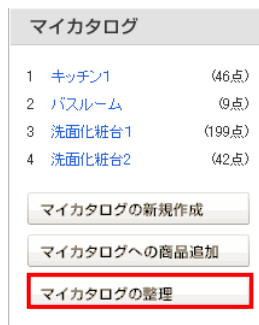 マイカタログ
1 キッチン1 (46点)
2 バスルーム (9点)
3 洗面化粧台1 (199点)
4 洗面化粧台2 (42点)
マイカタログの新規作成
マイカタログへの商品追加
マイカタログの整理